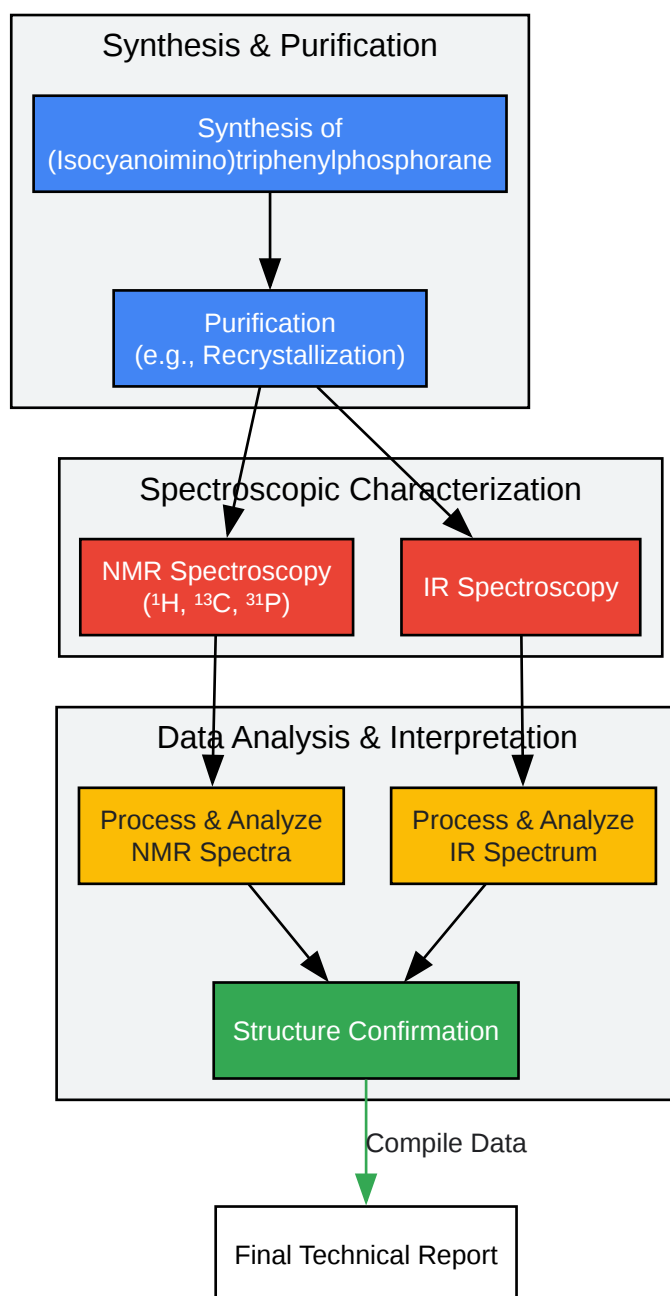 Synthesis & Purification
Synthesis of
(Isocyanoimino)triphenylphosphorane
Purification
(e.g., Recrystallization)
Spectroscopic Characterization
NMR Spectroscopy
(¹H, ¹³C, ³¹P)
IR Spectroscopy
Data Analysis & Interpretation
Process & Analyze
NMR Spectra
Process & Analyze
IR Spectrum
Structure Confirmation
Compile Data
Final Technical Report